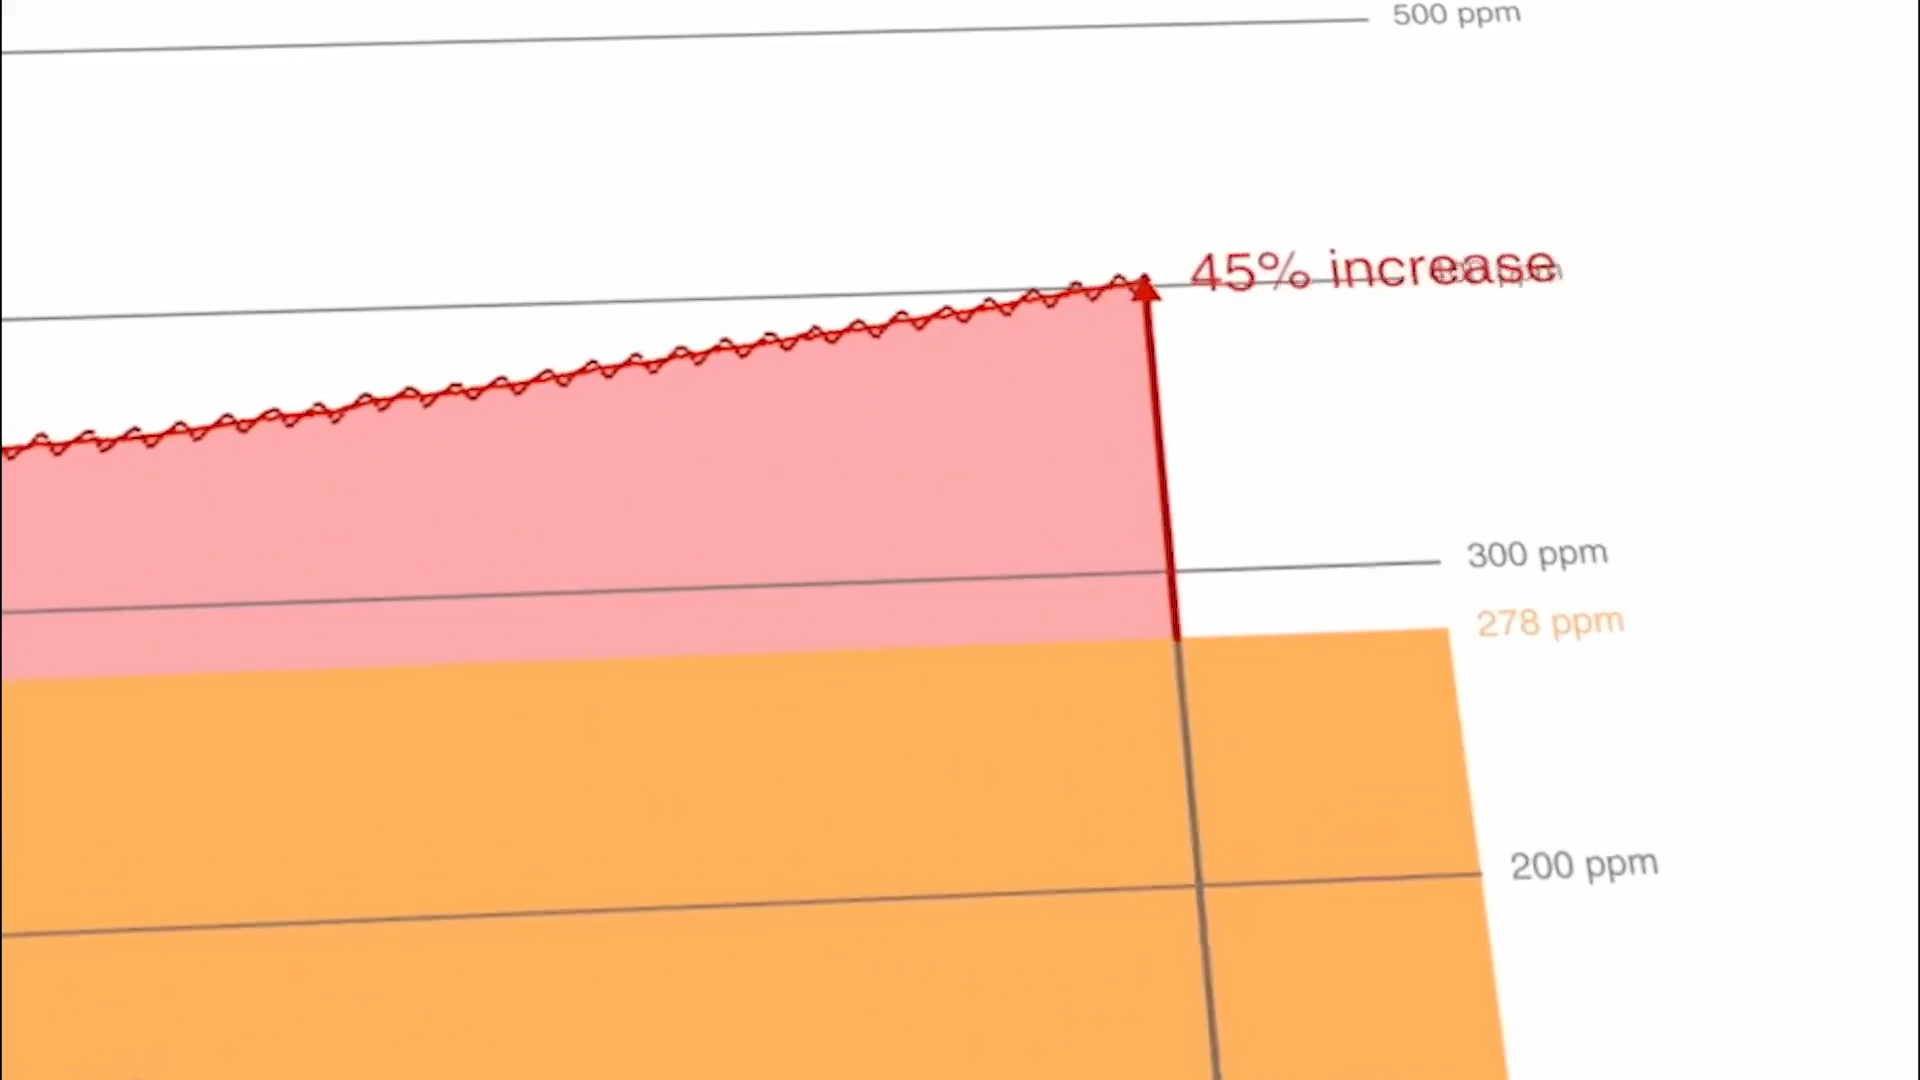 500 ppm
45% increase
300 ppm
278 ppm
200 ppm